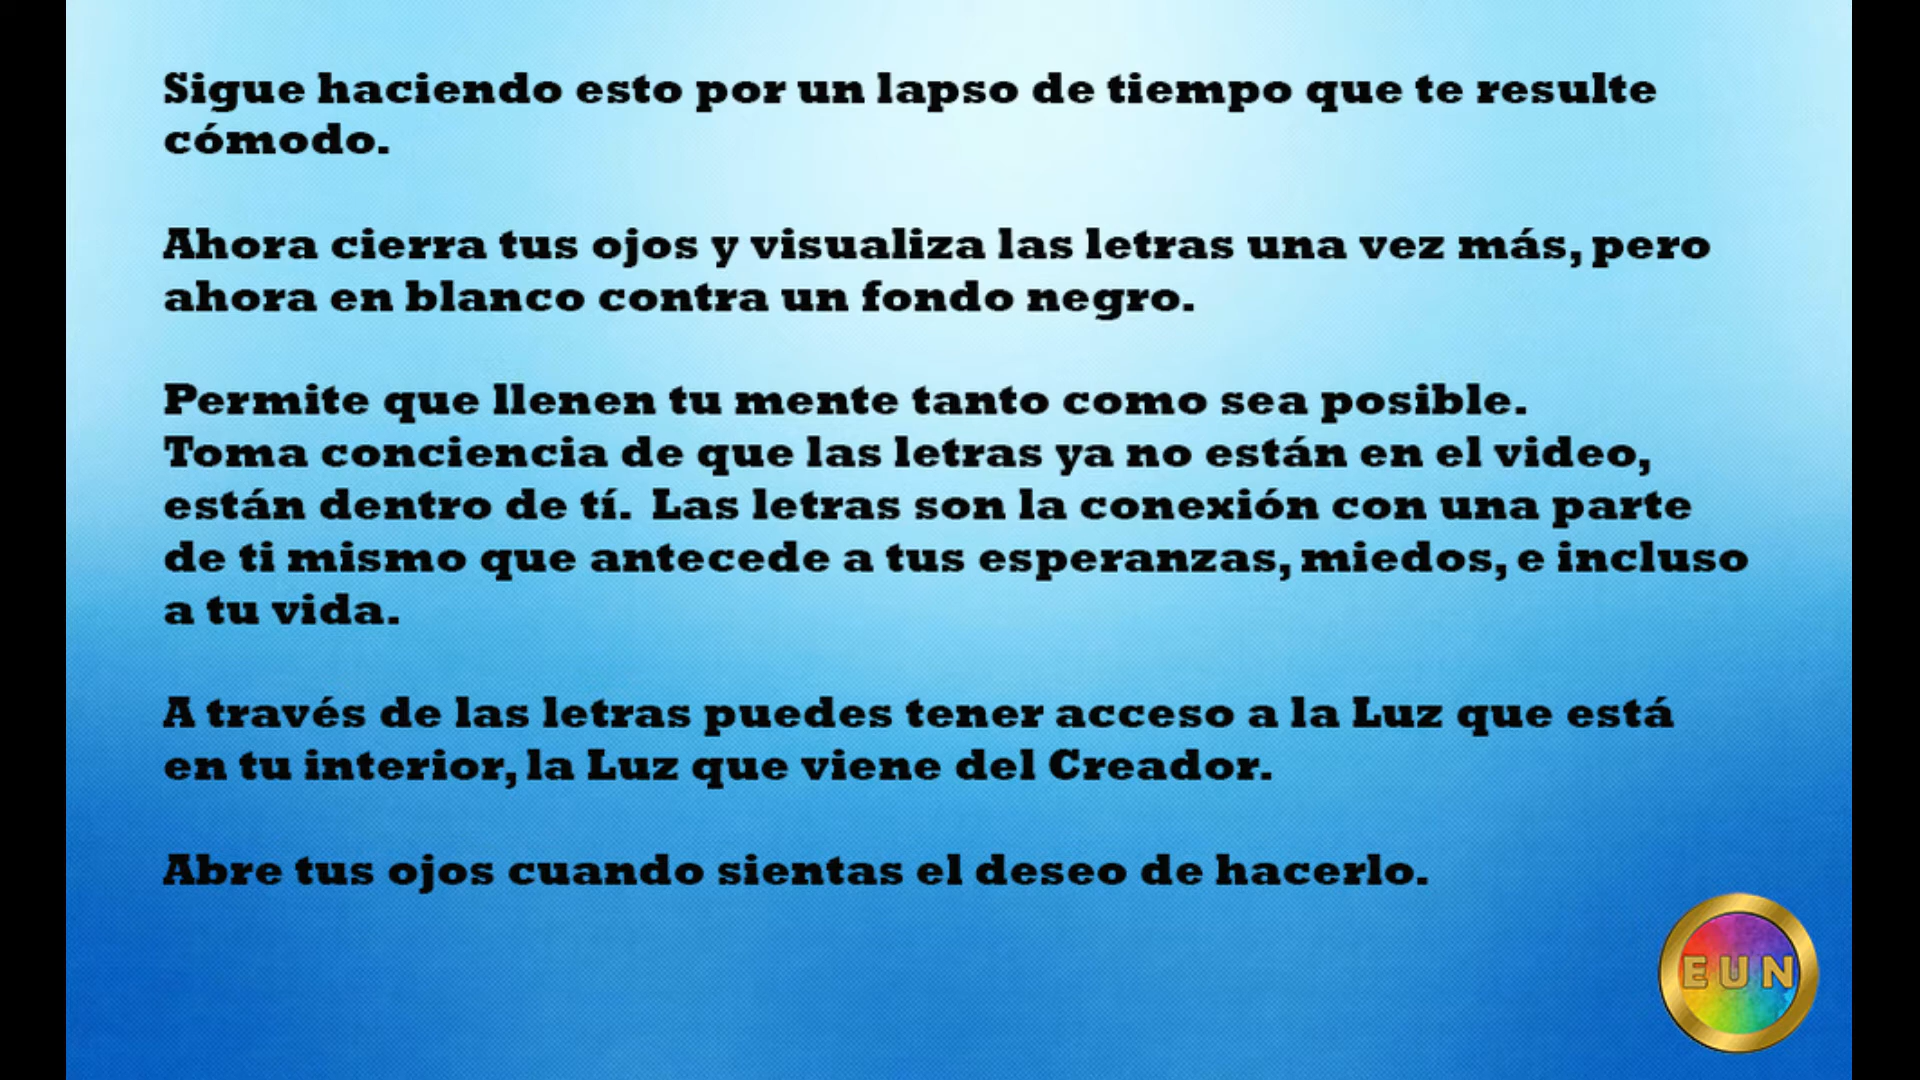 Sigue haciendo esto por un lapso de tiempo que te resulte
cómodo.
Ahora cierra tus ojos y visualiza las letras una vez más, pero
ahora en blanco contra un fondo negro.
Permite que llenen tu mente tanto como sea posible.
Toma conciencia de que las letras ya no están en el video,
están dentro de tí. Las letras son la conexión con una parte
de ti mismo que antecede a tus esperanzas, miedos, e incluso
a tu vida.
A través de las letras puedes tener acceso a la Luz que está
en tu interior, la Luz que viene del Creador.
Abre tus ojos cuando sientas el deseo de hacerlo.
EUN